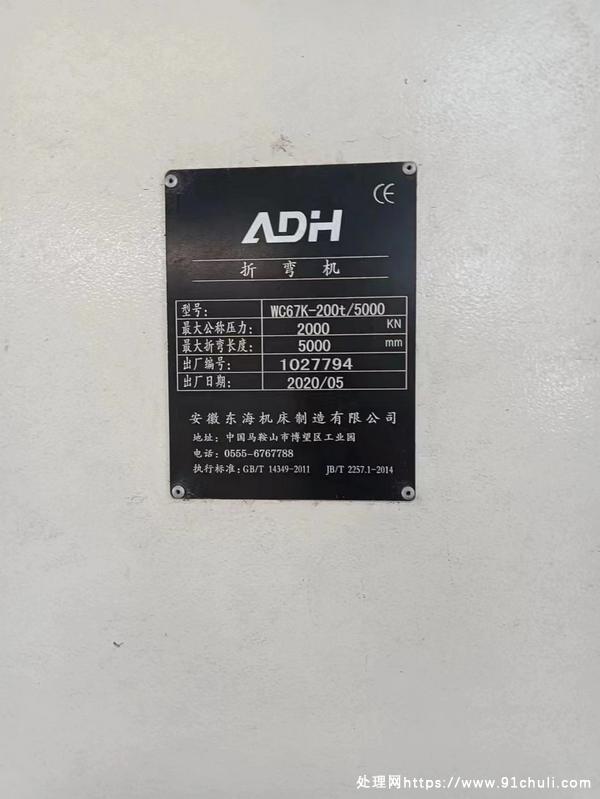 CE
ADH
折弯机
型号: WC67K-200t/5000
最大公称压力: 2000 KN
最大折弯长度: 5000 mm
出厂编号: 1027794
出厂日期: 2020/05
安徽东海机床制造有限公司
地址: 中国马鞍山市博望区工业园
电话: 0555-6767788
执行标准: GB/T 14349-2011 JB/T 2257.1-2014
处理网https://www.91chuli.com